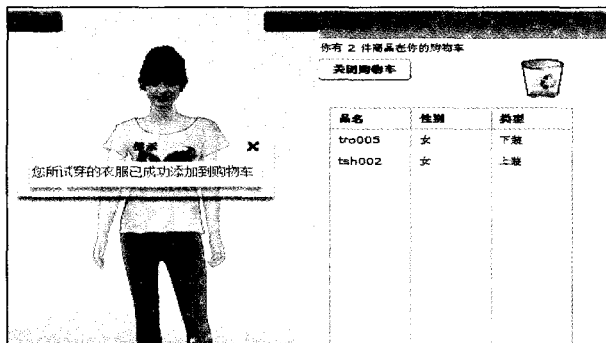 你有 2 件商品在你的购物车
关闭购物车
提示
您所试穿的衣服已成功添加到购物车
品名 性别 类型
tro005 女 下装
tsh002 女 上装